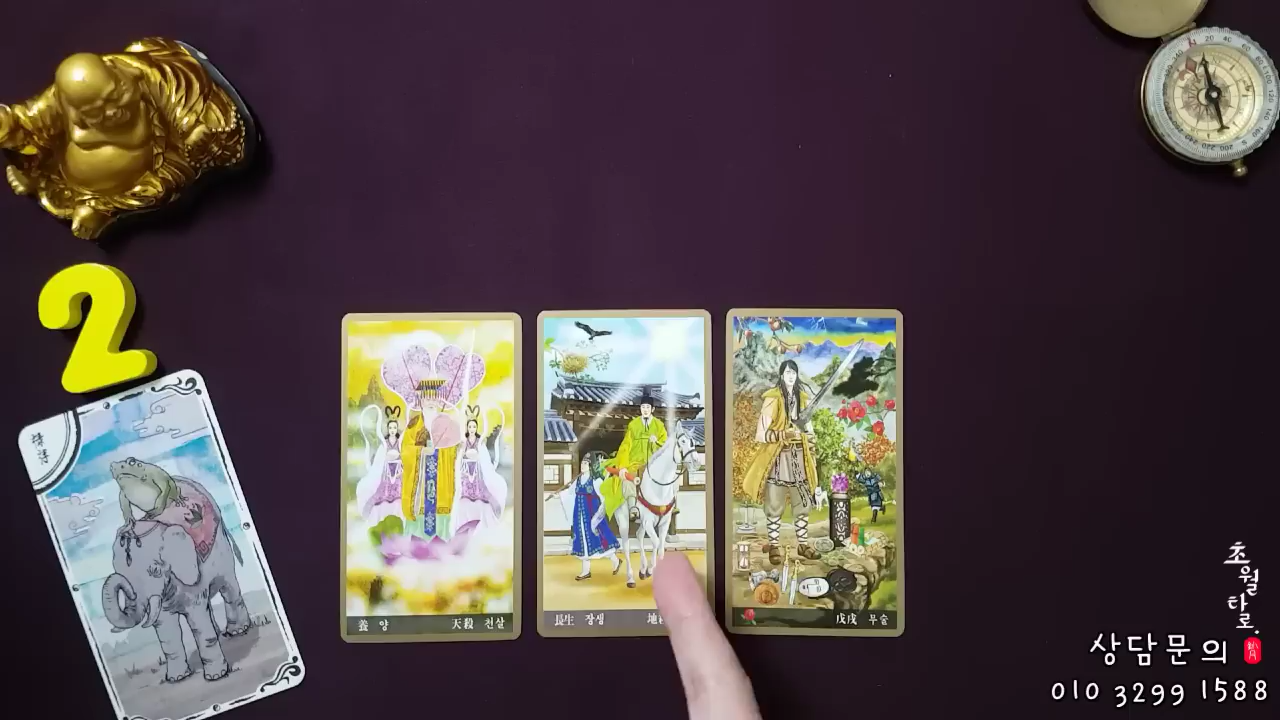 2
養 양
天殺 천살
長生 장생
地
戊戌 무술
초월타로.
상담문의
010 3299 1588